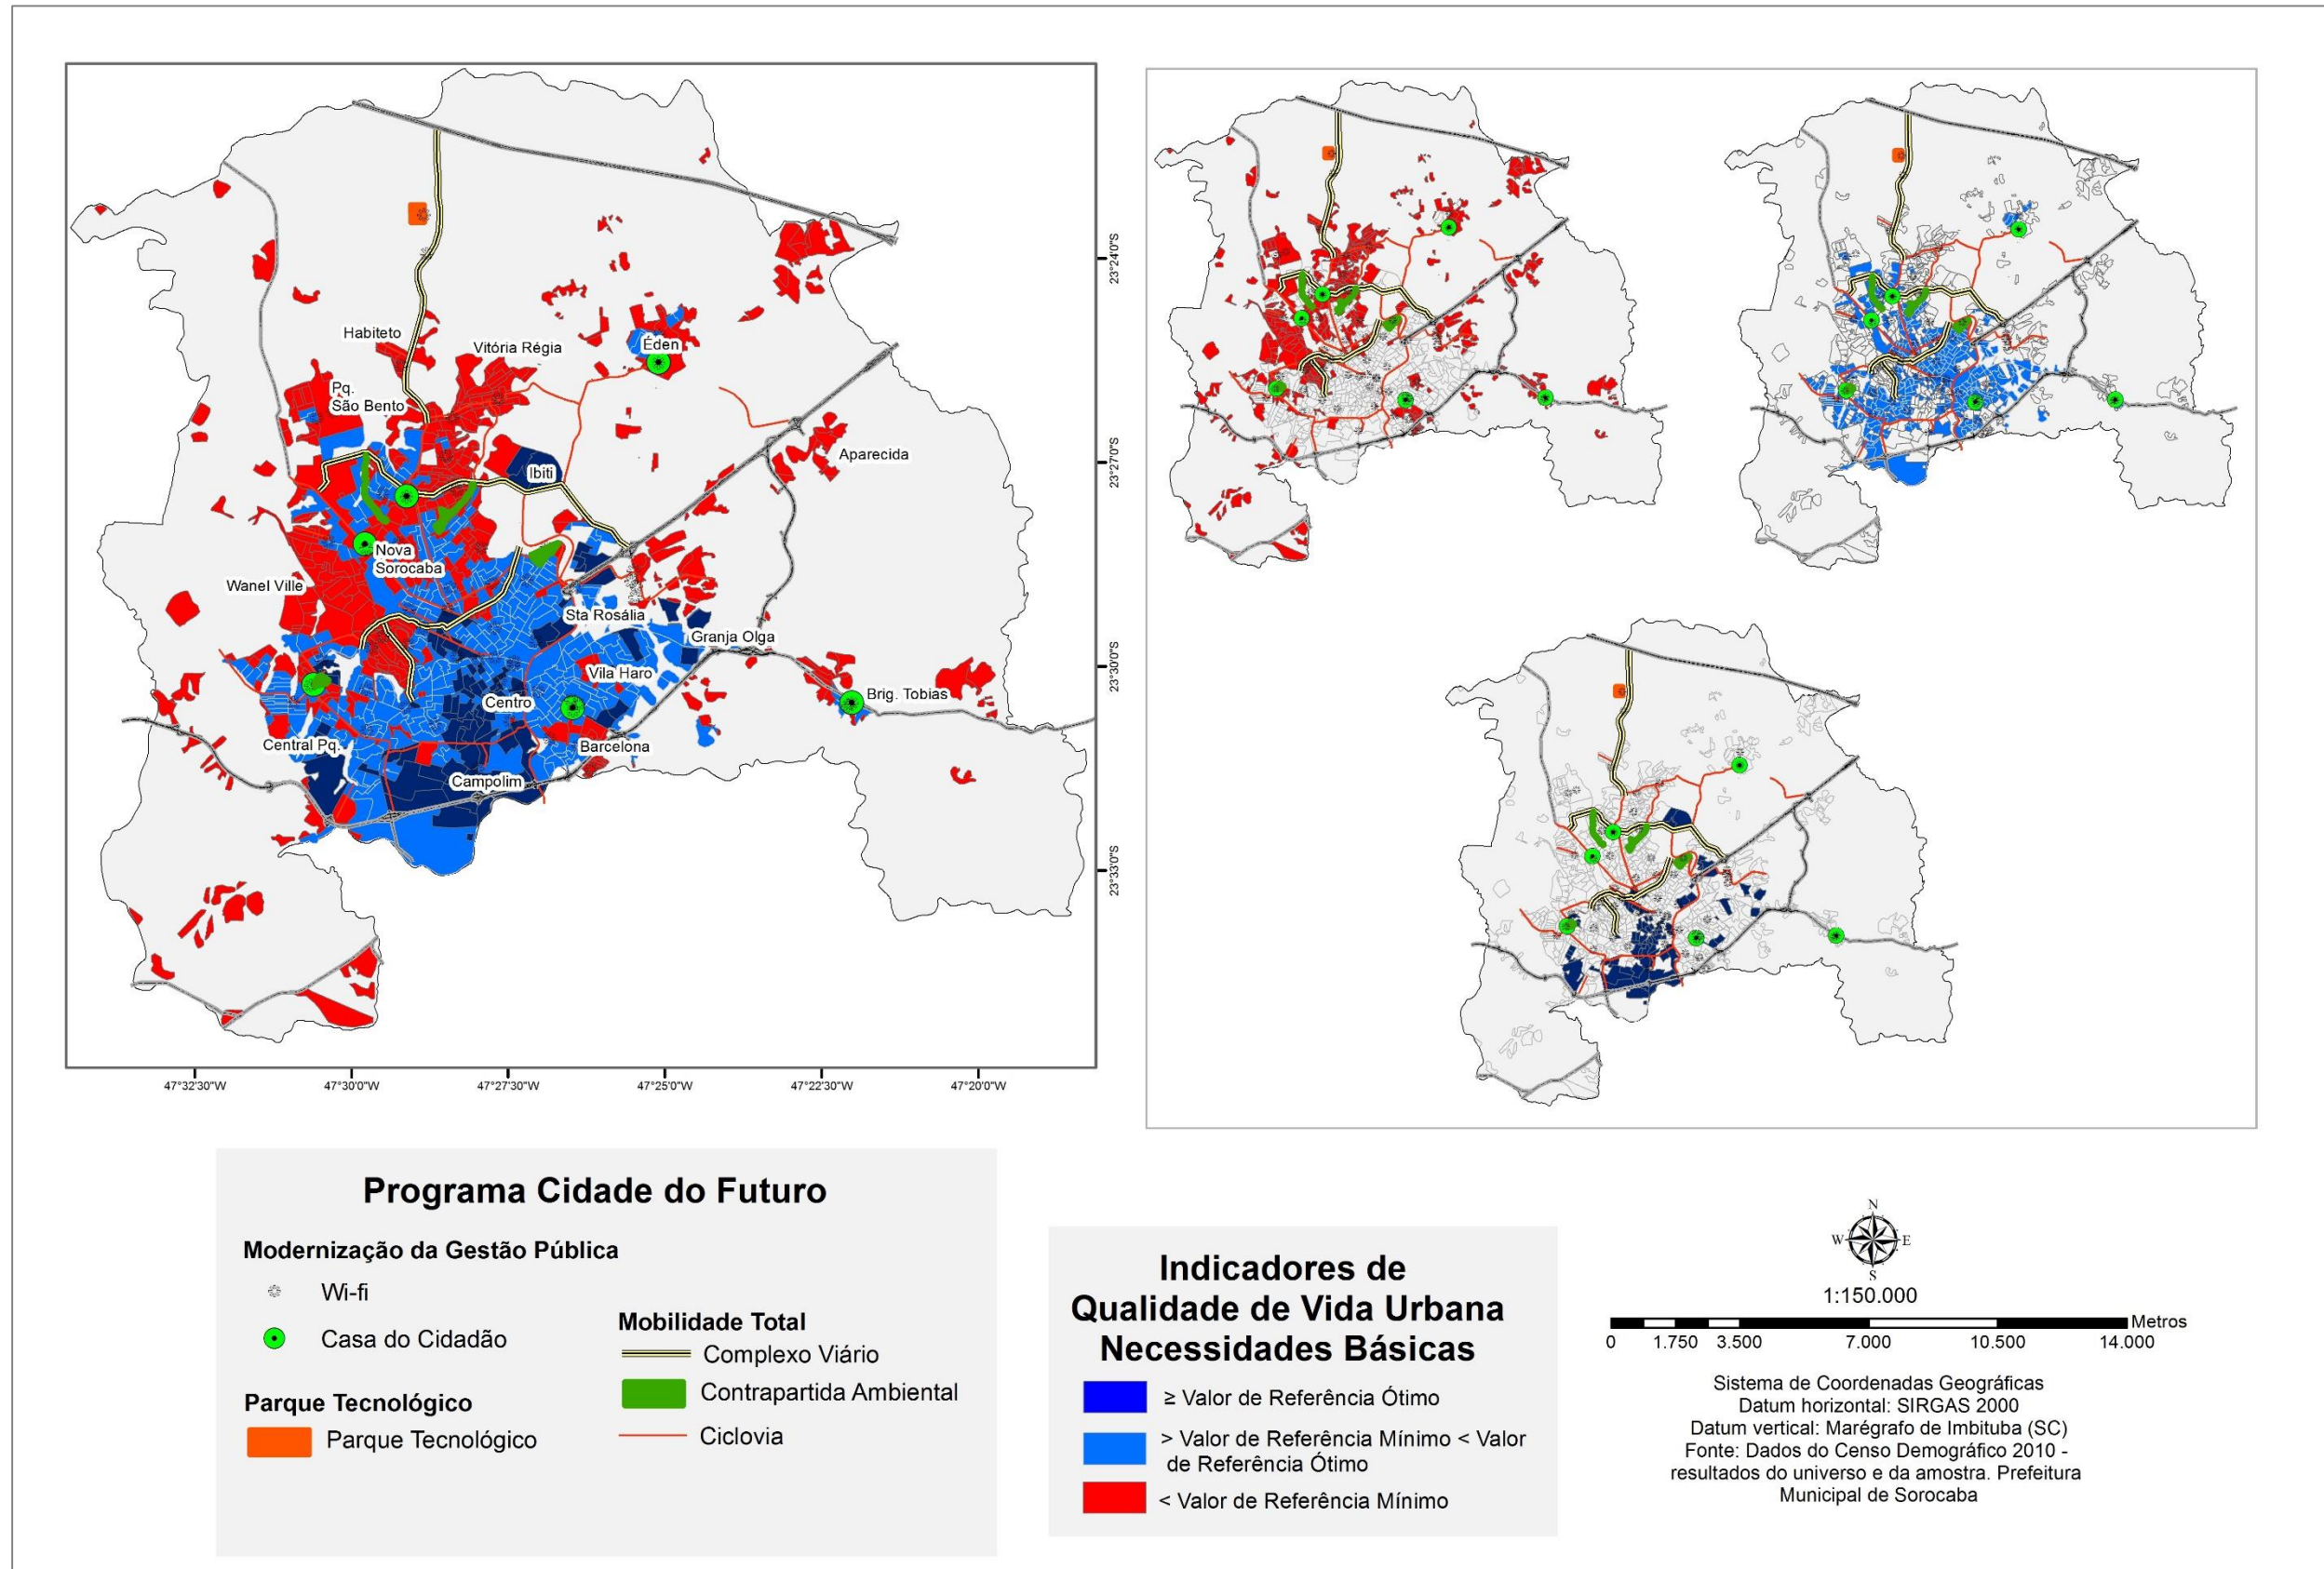 Habiteto
Vitória Régia
Éden
Pq.
São Bento
Ibiti
Aparecida
Nova
Sorocaba
Wanel Ville
Sta Rosália
Granja Olga
Vila Haro
Centro
Brig. Tobias
Central Pq.
Barcelona
Campolim
23°24'0"S
23°27'0"S
23°30'0"S
23°33'0"S
47°32'30"W
47°30'0"W
47°27'30"W
47°25'0"W
47°22'30"W
47°20'0"W
Programa Cidade do Futuro
Modernização da Gestão Pública
Wi-fi
Casa do Cidadão
Parque Tecnológico
Parque Tecnológico
Mobilidade Total
Complexo Viário
Contrapartida Ambiental
Ciclovia
Indicadores de
Qualidade de Vida Urbana
Necessidades Básicas
≥ Valor de Referência Ótimo
> Valor de Referência Mínimo < Valor
de Referência Ótimo
< Valor de Referência Mínimo
N
W E
S
1:150.000
Metros
0 1.750 3.500 7.000 10.500 14.000
Sistema de Coordenadas Geográficas
Datum horizontal: SIRGAS 2000
Datum vertical: Marégrafo de Imbituba (SC)
Fonte: Dados do Censo Demográfico 2010 -
resultados do universo e da amostra. Prefeitura
Municipal de Sorocaba